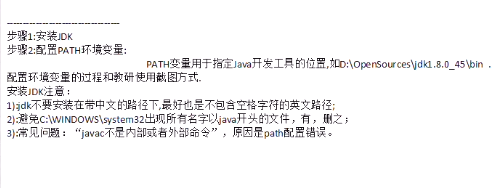 ------------------------------------
步骤1:安装JDK
步骤2:配置PATH环境变量;
PATH变量用于指定Java开发工具的位置,如D:\OpenSources\jdk1.8.0_45\bin .
配置环境变量的过程和教研使用截图方式.
安装JDK注意:
1):jdk不要安装在带中文的路径下,最好也是不包含空格字符的英文路径;
2):避免C:\WINDOWS\system32出现所有名字以java开头的文件，有，删之;
3):常见问题：“javac不是内部或者外部命令”，原因是path配置错误。